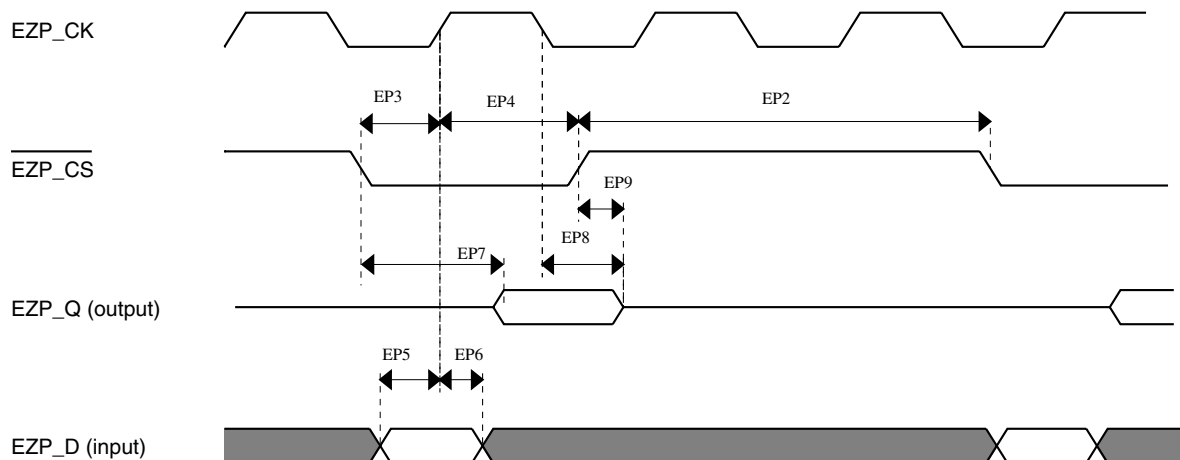 EZP_CK
EP3
EP4
EP2
EZP_CS
EP9
EP8
EP7
EZP_Q (output)
EP5
EP6
EZP_D (input)